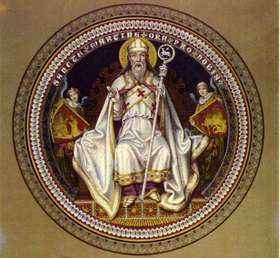 SANCTE MARTINE ✝ ORA PRO NOBIS